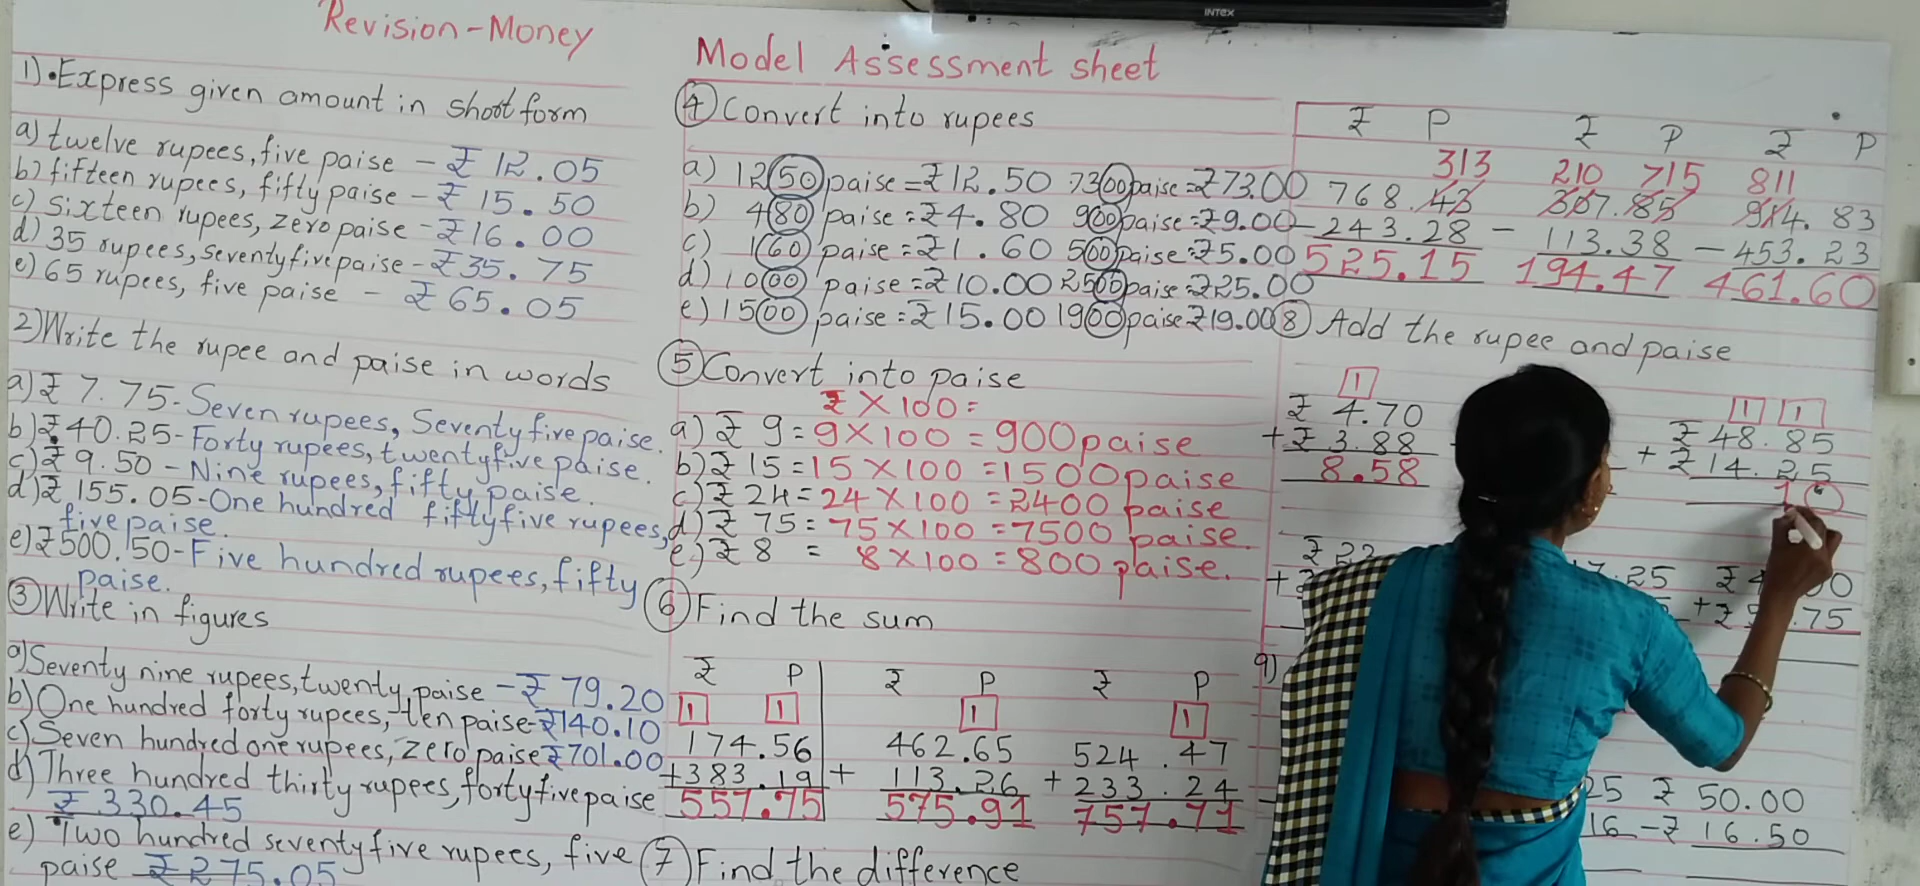 INTEX
Revision-Money
Model Assessment sheet
1) Express given amount in short form
a) twelve rupees, five paise - ₹ 12.05
b) fifteen rupees, fifty paise - ₹ 15.50
c) Sixteen rupees, zero paise - ₹16.00
d) 35 rupees, seventyfive paise - ₹35.75
e) 65 rupees, five paise - ₹65.05
2) Write the rupee and paise in words
a) ₹ 7.75 - Seven rupees, Seventyfive paise.
b) ₹ 40.25 - Forty rupees, twentyfive paise.
c) ₹ 9.50 - Nine rupees, fifty paise.
d) ₹ 155.05 - One hundred fiftyfive rupees,
five paise.
e) ₹500.50 - Five hundred rupees, fifty
paise.
③ Write in figures
a) Seventy nine rupees, twenty paise - ₹ 79.20
b) One hundred forty rupees, ten paise - ₹140.10
c) Seven hundred one rupees, zero paise ₹701.00
d) Three hundred thirty rupees, fortyfive paise
₹ 330.45
e) Two hundred seventyfive rupees, five
paise ₹ 275.05
④ Convert into rupees
a) 1250 paise = ₹12.50 7300 paise = ₹73.00
b) 480 paise = ₹4.80 900 paise = ₹9.00
c) 160 paise = ₹1.60 500 paise = ₹5.00
d) 1000 paise = ₹10.00 2500 paise = ₹25.00
e) 1500 paise = ₹15.00 1900 paise ₹19.00
⑤ Convert into paise
₹ × 100 =
a) ₹ 9 = 9 × 100 = 900 paise
b) ₹ 15 = 15 × 100 = 1500 paise
c) ₹ 24 = 24 × 100 = 2400 paise
d) ₹ 75 = 75 × 100 = 7500 paise.
e) ₹ 8 = 8 × 100 = 800 paise.
⑥ Find the sum
₹ P ₹ P ₹ P
1 1 1 1
174.56 462.65 524.47
+383.19 + 113.26 + 233.24
557.75 575.91 757.71
⑦ Find the difference
₹ P ₹ P ₹ P
313 210 715 811
768.43 307.85 914.83
-243.28 - 113.38 - 453.23
525.15 194.47 461.60
⑧ Add the rupee and paise
1 1 1
₹ 4.70 ₹ 48.85
+ ₹ 3.88 + ₹ 14.25
8.58 10
9)
25 ₹ 50.00
16 - ₹ 16.50